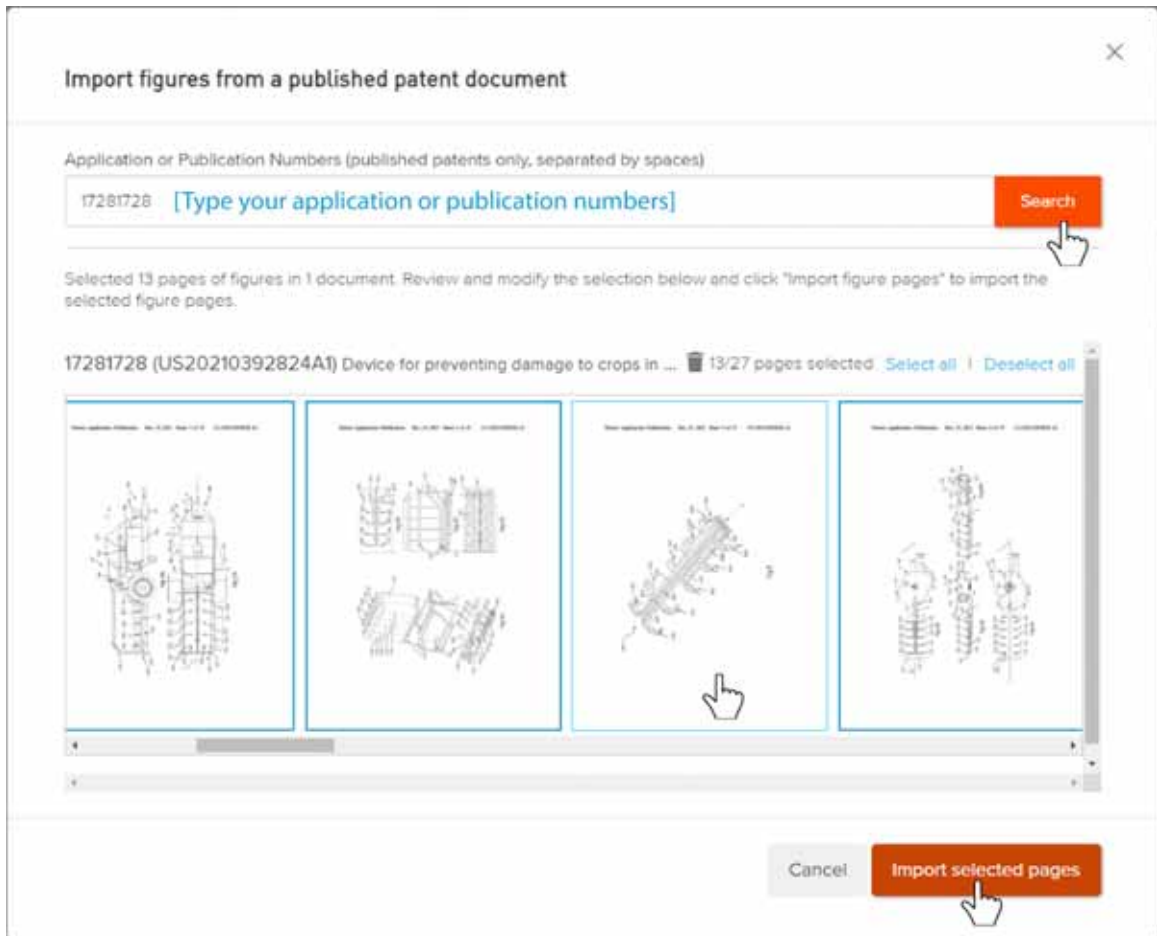 Import figures from a published patent document
Application or Publication Numbers (published patents only, separated by spaces)
17281728 [Type your application or publication numbers]
Search
Selected 13 pages of figures in 1 document. Review and modify the selection below and click "Import figure pages" to import the
selected figure pages.
17281728 (US20210392824A1) Device for preventing damage to crops in ... 13/27 pages selected Select all | Deselect all
Cancel
Import selected pages